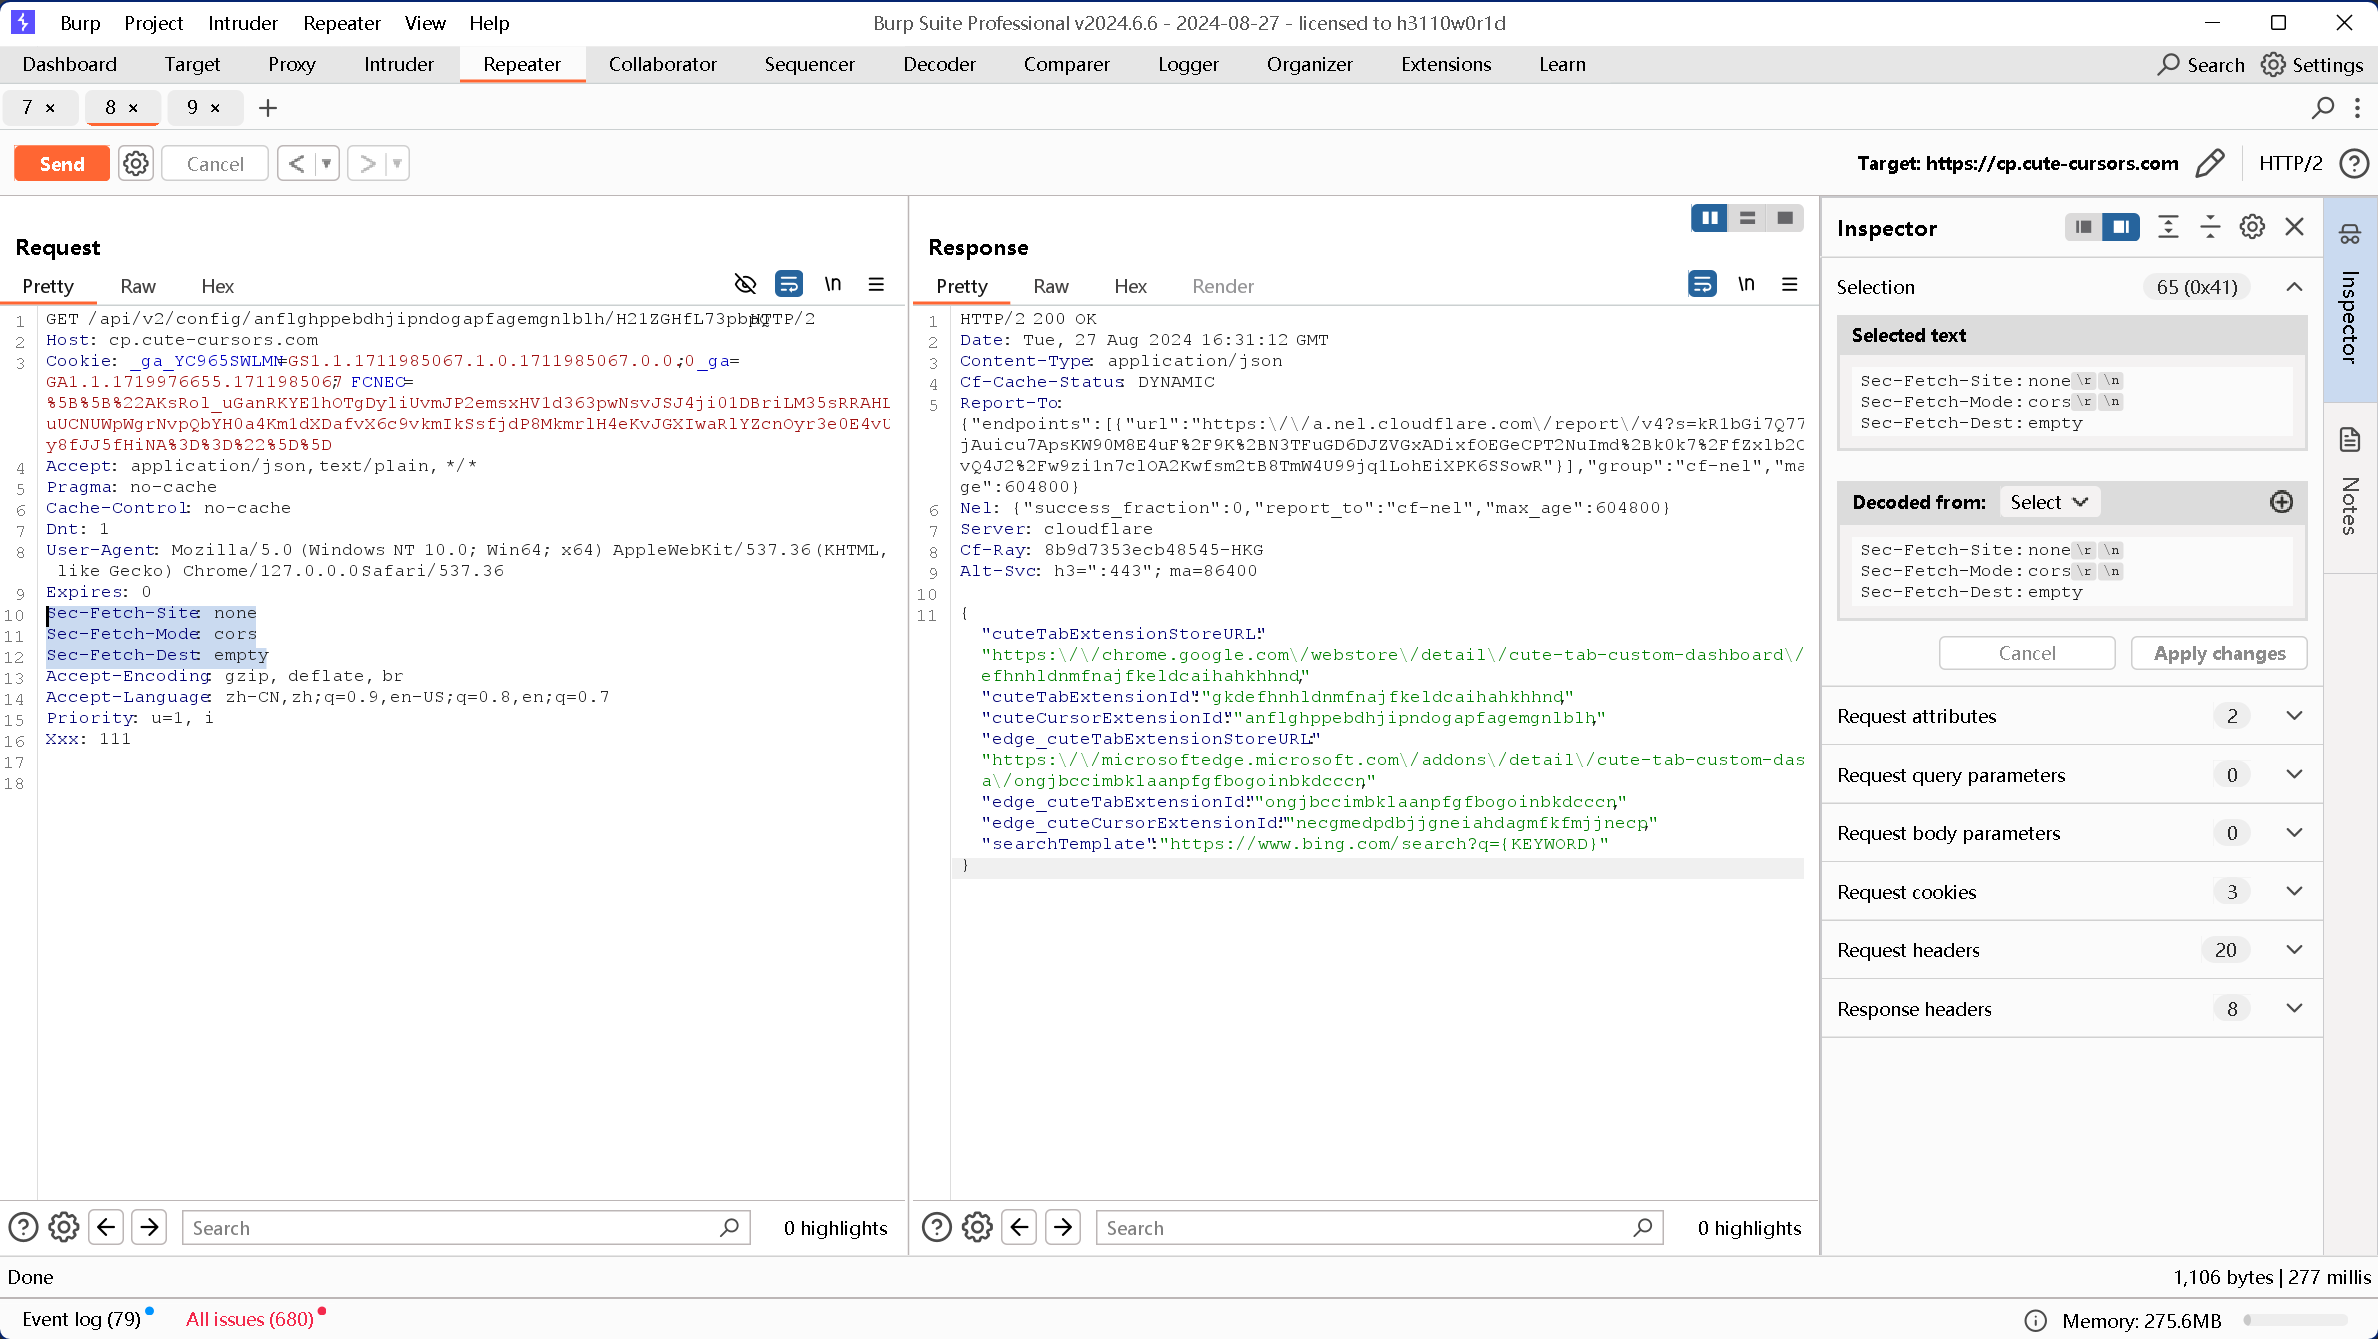 Burp Project Intruder Repeater View Help
Burp Suite Professional v2024.6.6 - 2024-08-27 - licensed to h3110w0r1d
Dashboard Target Proxy Intruder Repeater Collaborator Sequencer Decoder Comparer Logger Organizer Extensions Learn
Search Settings
7 × 8 × 9 × +
Send Cancel < >
Target: https://cp.cute-cursors.com HTTP/2
Request
Pretty Raw Hex \n
1 GET /api/v2/config/anflghppebdhjipndogapfagemgnlblh/H21ZGHfL73pbpQ HTTP/2
2 Host: cp.cute-cursors.com
3 Cookie: _ga_YC965SWLMN=GS1.1.1711985067.1.0.1711985067.0.0.0; _ga=
GA1.1.1719976655.1711985067; FCNEC=
%5B%5B%22AKsRol_uGanRKYE1hOTgDyliUvmJP2emsxHV1d363pwNsvJSJ4ji01DBriLM35sRRAHL
uUCNUWpWgrNvpQbYH0a4Km1dXDafvX6c9vkmIkSsfjdP8MkmrlH4eKvJGXIwaRlYZcnOyr3e0E4vU
y8fJJ5fHiNA%3D%3D%22%5D%5D
4 Accept: application/json, text/plain, */*
5 Pragma: no-cache
6 Cache-Control: no-cache
7 Dnt: 1
8 User-Agent: Mozilla/5.0 (Windows NT 10.0; Win64; x64) AppleWebKit/537.36 (KHTML,
like Gecko) Chrome/127.0.0.0 Safari/537.36
9 Expires: 0
10 Sec-Fetch-Site: none
11 Sec-Fetch-Mode: cors
12 Sec-Fetch-Dest: empty
13 Accept-Encoding: gzip, deflate, br
14 Accept-Language: zh-CN,zh;q=0.9,en-US;q=0.8,en;q=0.7
15 Priority: u=1, i
16 Xxx: 111
17
18
Search
0 highlights
Response
Pretty Raw Hex Render \n
1 HTTP/2 200 OK
2 Date: Tue, 27 Aug 2024 16:31:12 GMT
3 Content-Type: application/json
4 Cf-Cache-Status: DYNAMIC
5 Report-To:
{"endpoints":[{"url":"https:\/\/a.nel.cloudflare.com\/report\/v4?s=kR1bGi7Q77
jAuicu7ApsKW90M8E4uF%2F9K%2BN3TFuGD6DJZVGxADixfOEGeCPT2NuImd%2Bk0k7%2FfZxlb2C
vQ4J2%2Fw9zi1n7clOA2Kwfsm2tB8TmW4U99jq1LohEiXPK6SSowR"}],"group":"cf-nel","ma
ge":604800}
6 Nel: {"success_fraction":0,"report_to":"cf-nel","max_age":604800}
7 Server: cloudflare
8 Cf-Ray: 8b9d7353ecb48545-HKG
9 Alt-Svc: h3=":443"; ma=86400
10
11 {
"cuteTabExtensionStoreURL":
"https:\/\/chrome.google.com\/webstore\/detail\/cute-tab-custom-dashboard\/
efhnhldnmfnajfkeldcaihahkhhnd",
"cuteTabExtensionId":"gkdefhnhldnmfnajfkeldcaihahkhhnd",
"cuteCursorExtensionId":"anflghppebdhjipndogapfagemgnlblh",
"edge_cuteTabExtensionStoreURL":
"https:\/\/microsoftedge.microsoft.com\/addons\/detail\/cute-tab-custom-das
a\/ongjbccimbklaanpfgfbogoinbkdcccn",
"edge_cuteTabExtensionId":"ongjbccimbklaanpfgfbogoinbkdcccn",
"edge_cuteCursorExtensionId":"necgmedpdbjjgneiahdagmfkfmjjnecp",
"searchTemplate":"https://www.bing.com/search?q={KEYWORD}"
}
Search
0 highlights
Inspector
Selection 65 (0x41)
Selected text
Sec-Fetch-Site: none \r \n
Sec-Fetch-Mode: cors \r \n
Sec-Fetch-Dest: empty
Decoded from: Select
Sec-Fetch-Site: none \r \n
Sec-Fetch-Mode: cors \r \n
Sec-Fetch-Dest: empty
Cancel Apply changes
Request attributes 2
Request query parameters 0
Request body parameters 0
Request cookies 3
Request headers 20
Response headers 8
Inspector
Notes
Done
1,106 bytes | 277 millis
Event log (79) All issues (680)
Memory: 275.6MB